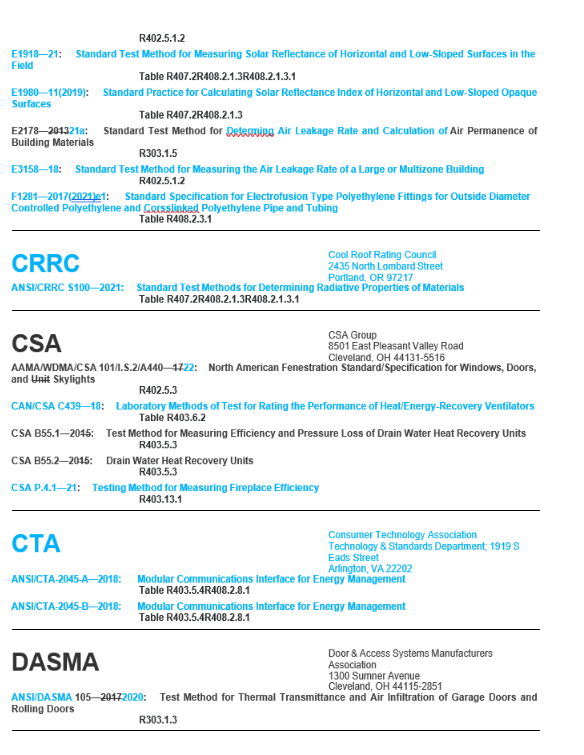 R402.5.1.2
E1918—21: Standard Test Method for Measuring Solar Reflectance of Horizontal and Low-Sloped Surfaces in the
Field
Table R407.2R408.2.1.3R408.2.1.3.1
E1980—11(2019): Standard Practice for Calculating Solar Reflectance Index of Horizontal and Low-Sloped Opaque
Surfaces
Table R407.2R408.2.1.3
E2178—201321a: Standard Test Method for Determing Air Leakage Rate and Calculation of Air Permanence of
Building Materials
R303.1.5
E3158—18: Standard Test Method for Measuring the Air Leakage Rate of a Large or Multizone Building
R402.5.1.2
F1281—2017(2021)e1: Standard Specification for Electrofusion Type Polyethylene Fittings for Outside Diameter
Controlled Polyethylene and Corsslinked Polyethylene Pipe and Tubing
Table R408.2.3.1
CRRC
Cool Roof Rating Council
2435 North Lombard Street
Portland, OR 97217
ANSI/CRRC S100—2021: Standard Test Methods for Determining Radiative Properties of Materials
Table R407.2R408.2.1.3R408.2.1.3.1
CSA
CSA Group
8501 East Pleasant Valley Road
Cleveland, OH 44131-5516
AAMA/WDMA/CSA 101/I.S.2/A440—1722: North American Fenestration Standard/Specification for Windows, Doors,
and Unit Skylights
R402.5.3
CAN/CSA C439—18: Laboratory Methods of Test for Rating the Performance of Heat/Energy-Recovery Ventilators
Table R403.6.2
CSA B55.1—2015: Test Method for Measuring Efficiency and Pressure Loss of Drain Water Heat Recovery Units
R403.5.3
CSA B55.2—2015: Drain Water Heat Recovery Units
R403.5.3
CSA P.4.1—21: Testing Method for Measuring Fireplace Efficiency
R403.13.1
CTA
Consumer Technology Association
Technology & Standards Department; 1919 S
Eads Street
Arlington, VA 22202
ANSI/CTA-2045-A—2018: Modular Communications Interface for Energy Management
Table R403.5.4R408.2.8.1
ANSI/CTA-2045-B—2018: Modular Communications Interface for Energy Management
Table R403.5.4R408.2.8.1
DASMA
Door & Access Systems Manufacturers
Association
1300 Sumner Avenue
Cleveland, OH 44115-2851
ANSI/DASMA 105—20172020: Test Method for Thermal Transmittance and Air Infiltration of Garage Doors and
Rolling Doors
R303.1.3